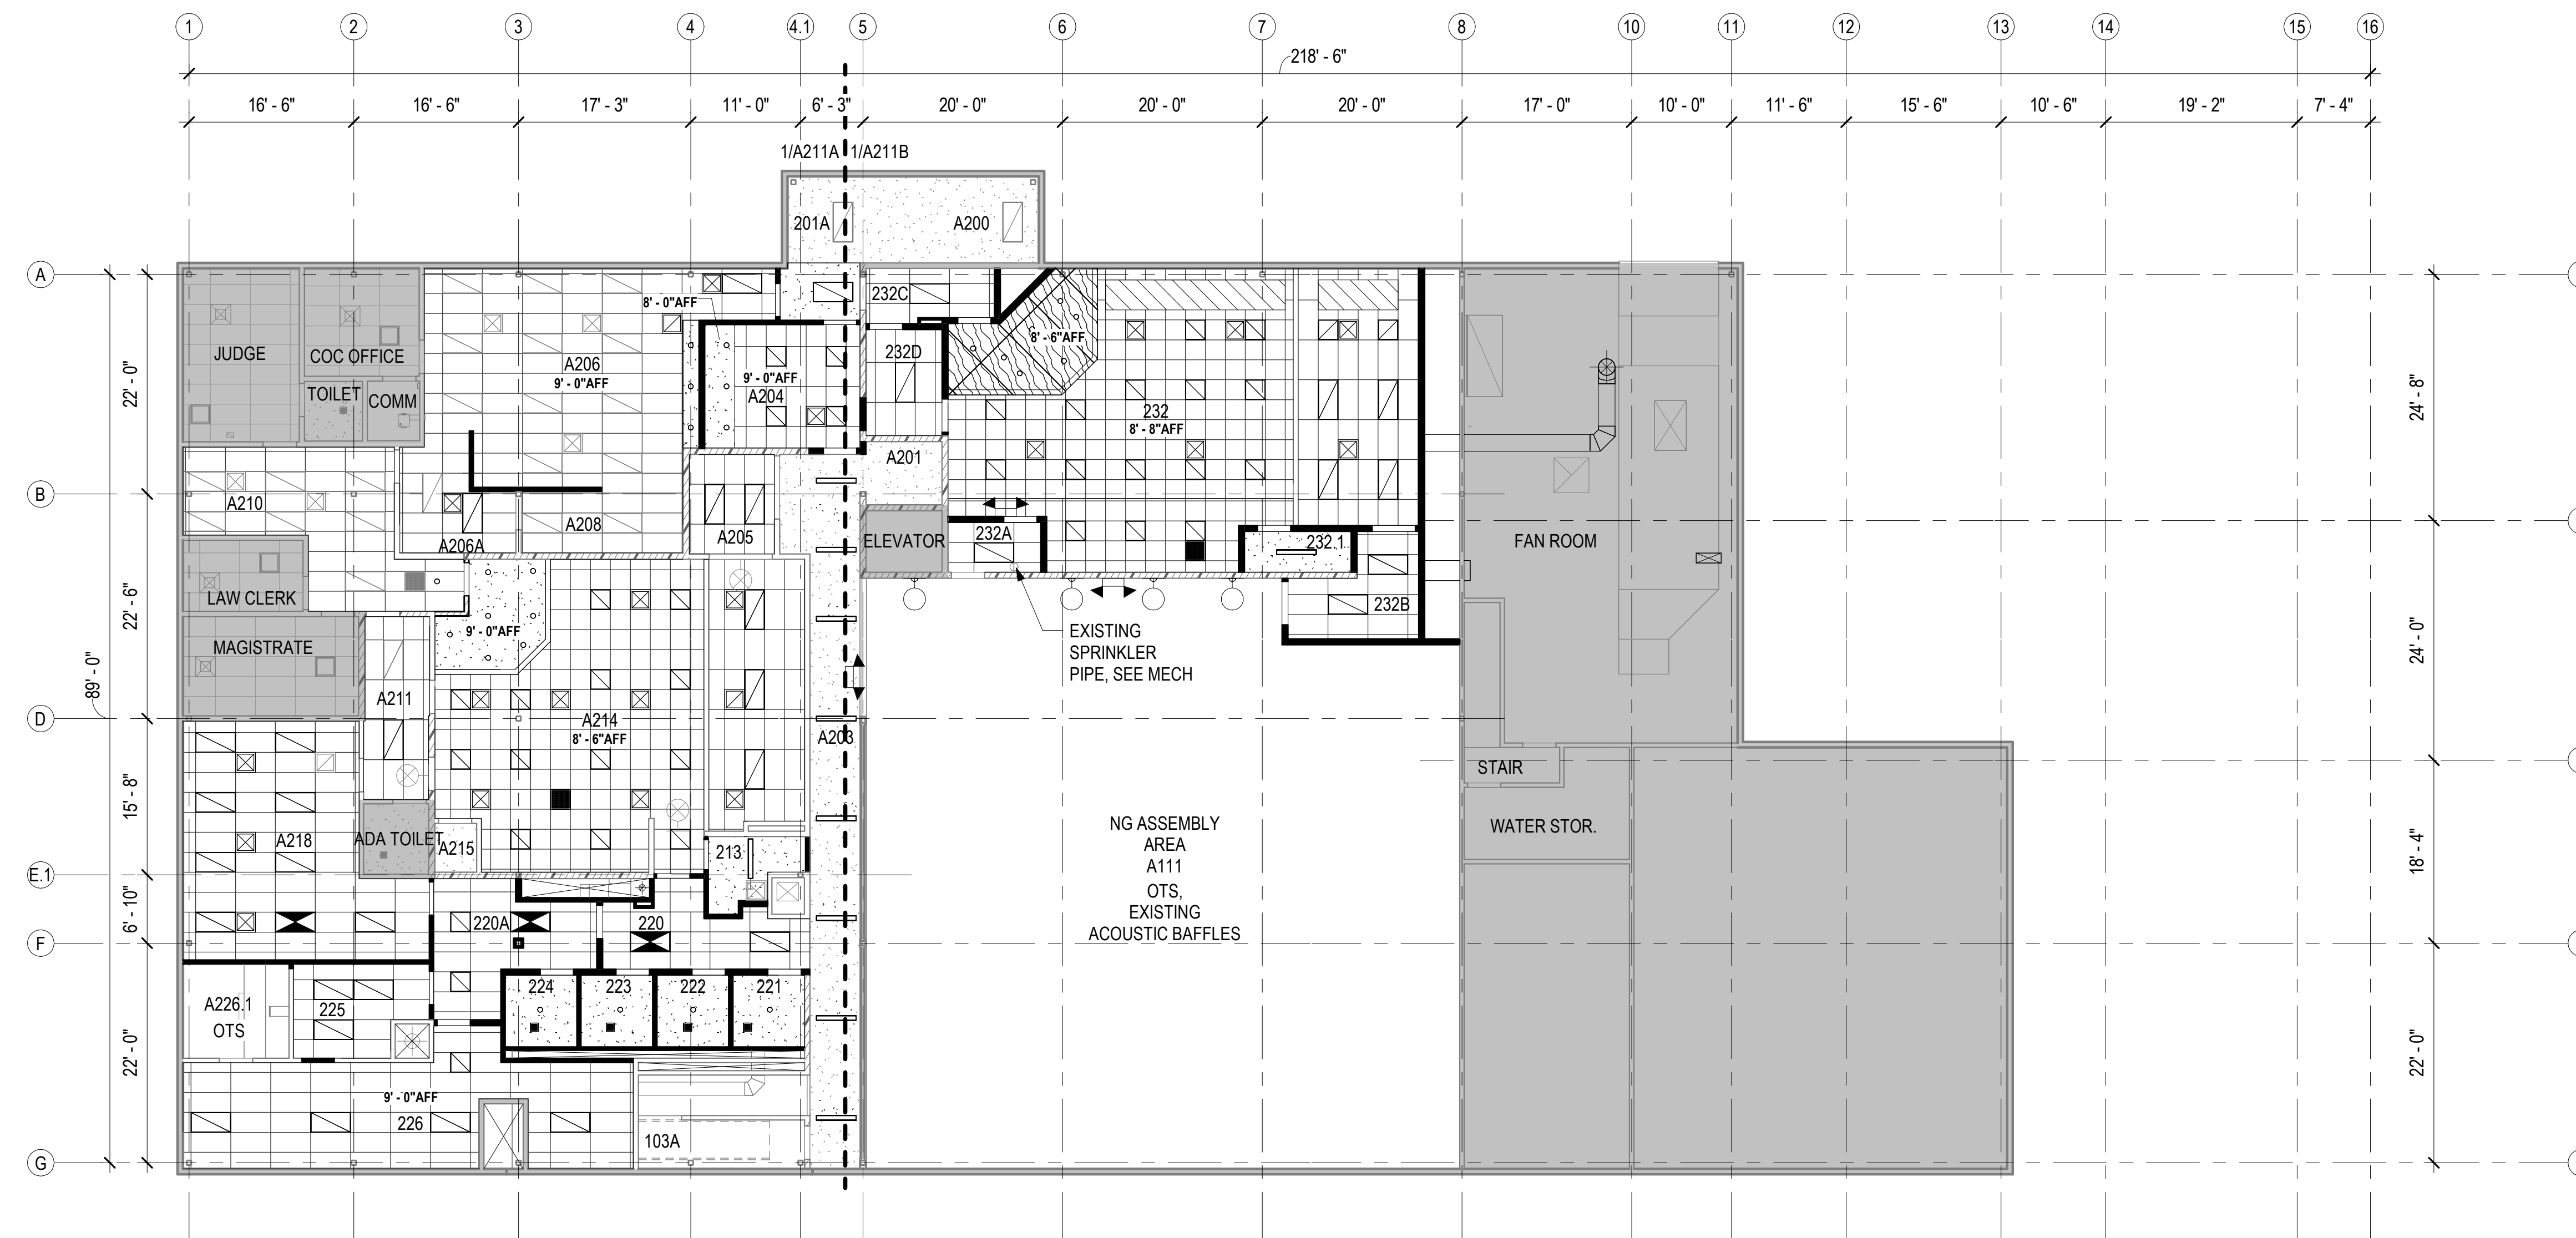 1 2 3 4 4.1 5 6 7 8 10 11 12 13 14 15 16
218' - 6"
16' - 6" 16' - 6" 17' - 3" 11' - 0" 6' - 3" 20' - 0" 20' - 0" 20' - 0" 17' - 0" 10' - 0" 11' - 6" 15' - 6" 10' - 6" 19' - 2" 7' - 4"
1/A211A 1/A211B
201A A200
A
232C
8' - 0"AFF
8' - 6"AFF
JUDGE COC OFFICE
A206
9' - 0"AFF
232D
9' - 0"AFF
A204
TOILET COMM
22' - 0"
24' - 8"
232
8' - 8"AFF
A201
B
A210
A208
A206A
A205
ELEVATOR
232A
232.1
FAN ROOM
LAW CLERK
22' - 6"
232B
9' - 0"AFF
MAGISTRATE
EXISTING
SPRINKLER
PIPE, SEE MECH
24' - 0"
89' - 0"
A211
D
A214
8' - 6"AFF
A203
STAIR
15' - 8"
NG ASSEMBLY
AREA
A111
OTS,
EXISTING
ACOUSTIC BAFFLES
WATER STOR.
18' - 4"
A218
ADA TOILET
A215
213
E.1
6' - 10"
220A
220
F
224 223 222 221
A226.1
OTS
225
22' - 0"
22' - 0"
9' - 0"AFF
226
103A
G